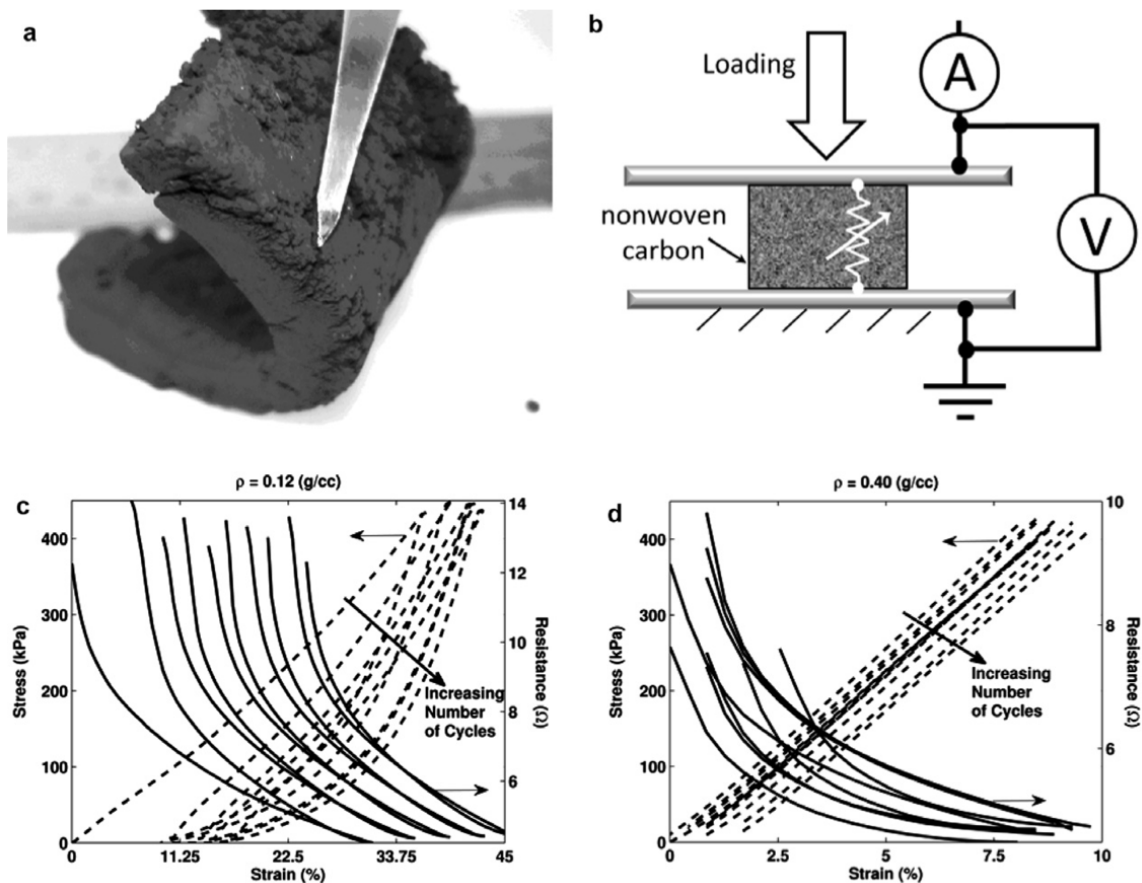 a
b
Loading
A
nonwoven
carbon
V
ρ = 0.12 (g/cc)
c
Stress (kPa)
400
300
200
100
0
0
11.25
22.5
33.75
45
Strain (%)
14
12
10
8
6
Resistance (Ω)
Increasing
Number
of Cycles
ρ = 0.40 (g/cc)
d
Stress (kPa)
400
300
200
100
0
0
2.5
5
7.5
10
Strain (%)
10
8
6
Resistance (Ω)
Increasing
Number
of Cycles